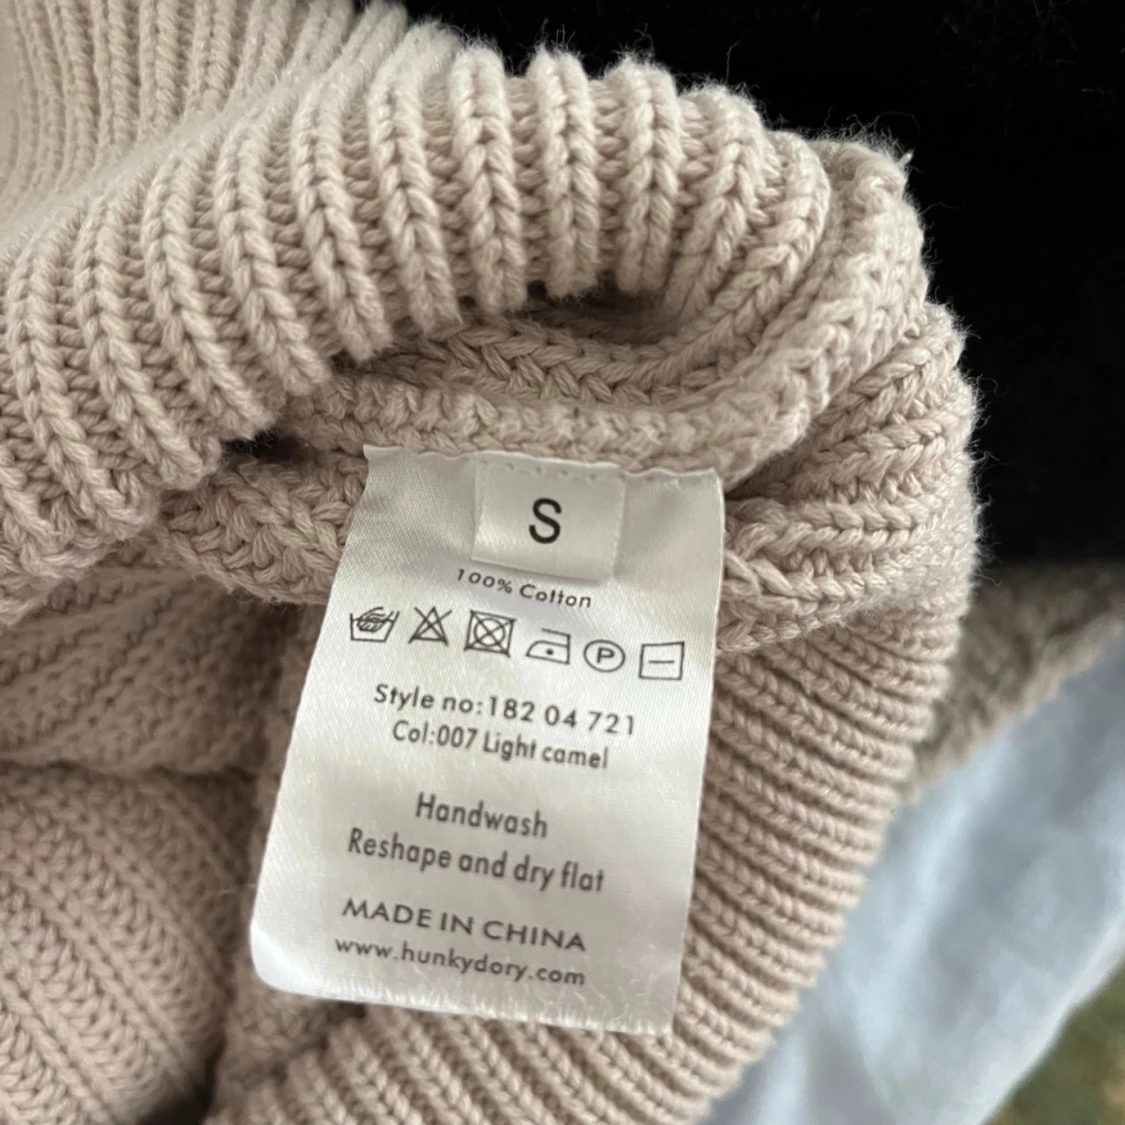 S
100% Cotton
P
Style no:182 04 721
Col:007 Light camel
Handwash
Reshape and dry flat
MADE IN CHINA
www.hunkydory.com